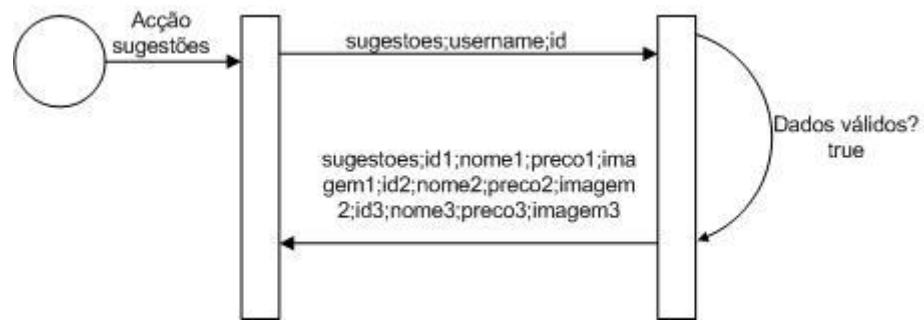 Acção
sugestões
sugestoes;username;id
Dados válidos?
true
sugestoes;id1;nome1;preco1;ima
gem1;id2;nome2;preco2;imagem
2;id3;nome3;preco3;imagem3